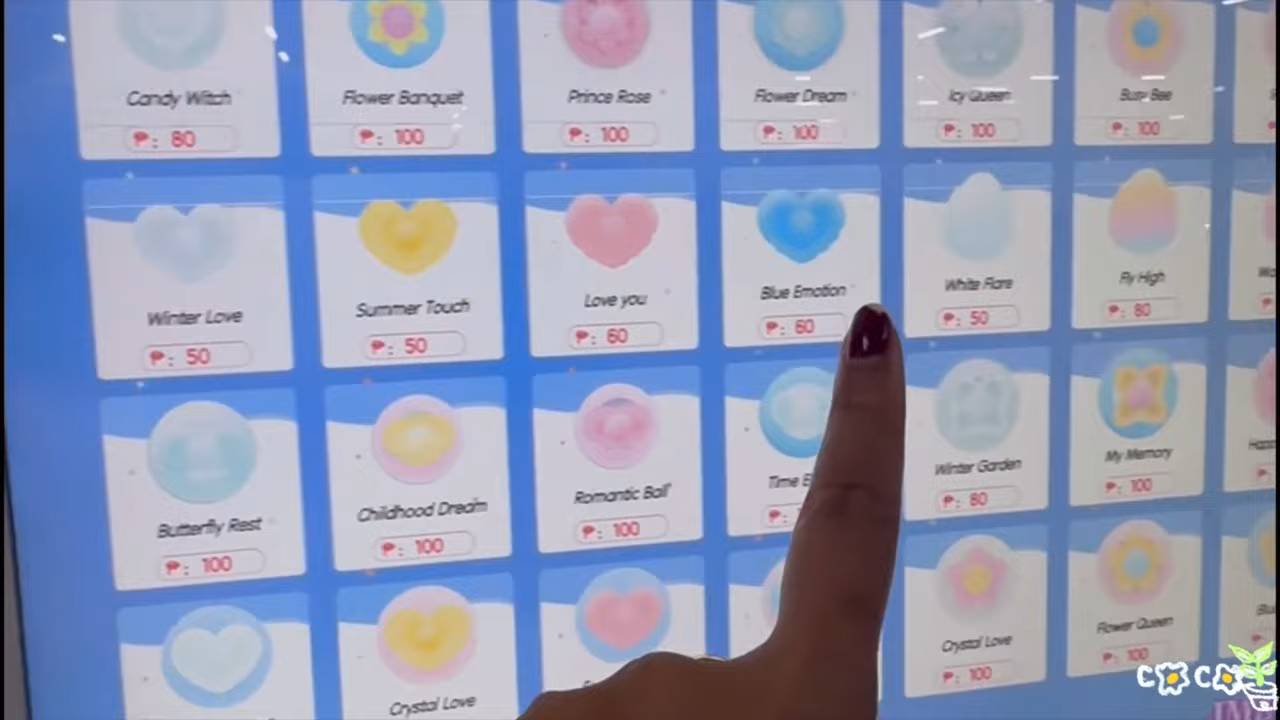 Candy Witch
₱: 80
Flower Banquet
₱: 100
Prince Rose
₱: 100
Flower Dream
₱: 100
Icy Queen
₱: 100
Busy Bee
₱: 100
Winter Love
₱: 50
Summer Touch
₱: 50
Love you
₱: 60
Blue Emotion
₱: 60
White Flare
₱: 50
Fly High
₱: 80
Butterfly Rest
₱: 100
Childhood Dream
₱: 100
Romantic Ball
₱: 100
Time
₱:
Winter Garden
₱: 80
My Memory
₱: 100
Crystal Love
Crystal Love
₱: 100
Flower Queen
₱: 100
COCO